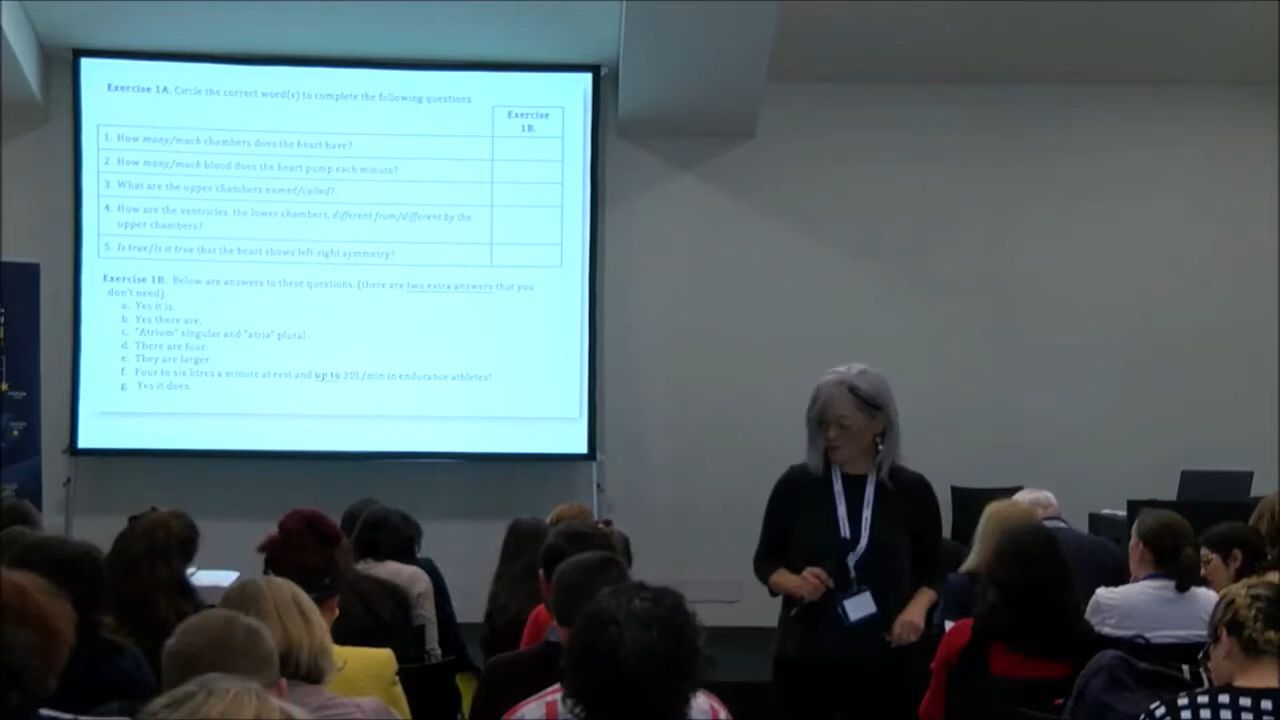 Exercise 1A. Circle the correct word(s) to complete the following questions
Exercise
1B.
1. How many/much chambers does the heart have?
2. How many/much blood does the heart pump each minute?
3. What are the upper chambers named/called?.
4. How are the ventricles, the lower chambers, different from/different by the
upper chambers?
5. Is true/Is it true that the heart shows left-right symmetry?
Exercise 1B. Below are answers to these questions. (there are two extra answers that you
don't need)
a. Yes it is.
b. Yes there are.
c. "Atrium" singular and "atria" plural.
d. There are four.
e. They are larger.
f. Four to six litres a minute at rest and up to 30L/min in endurance athletes!
g. Yes it does.